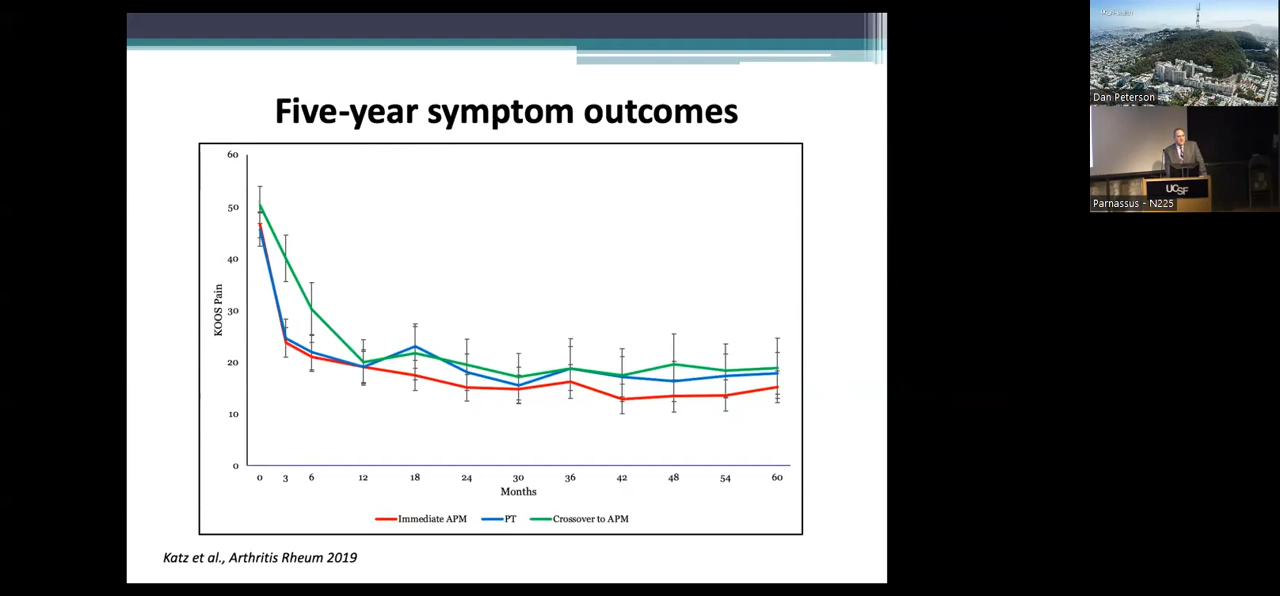 Five-year symptom outcomes
60
50
40
30
20
10
0
KOOS Pain
0 3 6 12 18 24 30 36 42 48 54 60
Months
Immediate APM PT Crossover to APM
Katz et al., Arthritis Rheum 2019
Dan Peterson
UCSF
Parnassus - N225